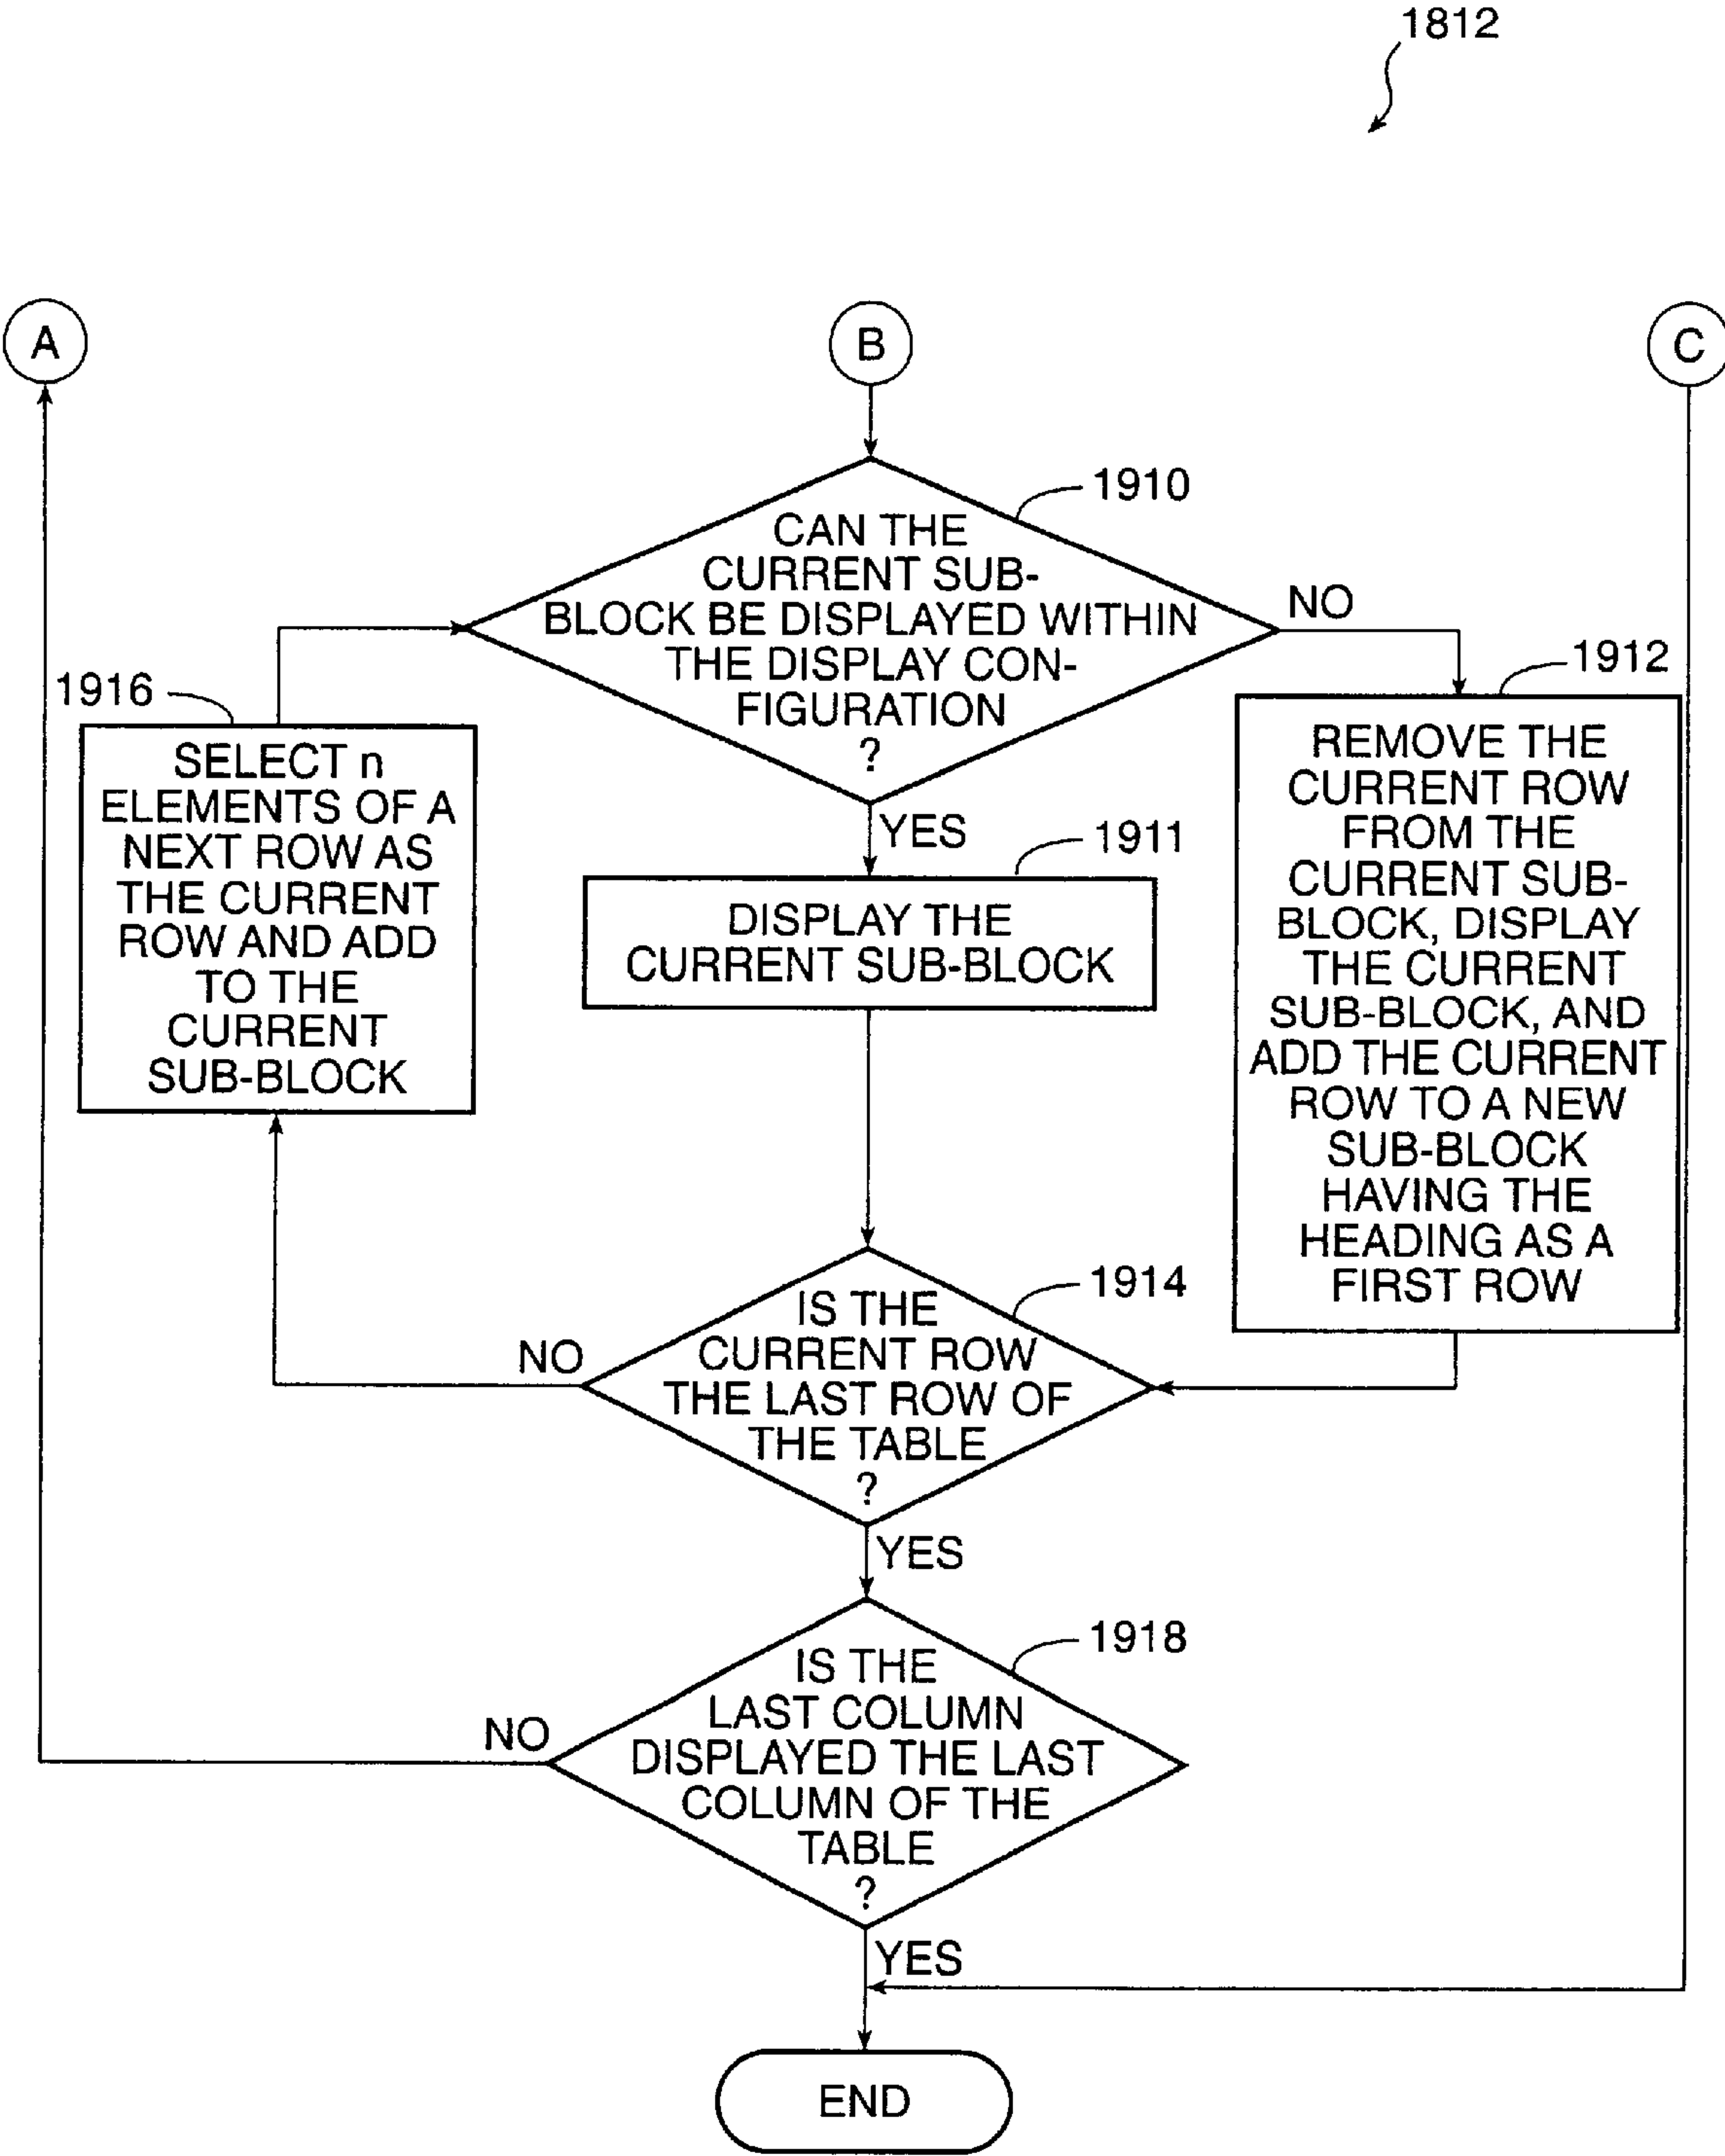 1812
A
B
C
1910
CAN THE
CURRENT SUB-
BLOCK BE DISPLAYED WITHIN
THE DISPLAY CON-
FIGURATION
?
NO
YES
1916
SELECT n
ELEMENTS OF A
NEXT ROW AS
THE CURRENT
ROW AND ADD
TO THE
CURRENT
SUB-BLOCK
1911
DISPLAY THE
CURRENT SUB-BLOCK
1912
REMOVE THE
CURRENT ROW
FROM THE
CURRENT SUB-
BLOCK, DISPLAY
THE CURRENT
SUB-BLOCK, AND
ADD THE CURRENT
ROW TO A NEW
SUB-BLOCK
HAVING THE
HEADING AS A
FIRST ROW
1914
IS THE
CURRENT ROW
THE LAST ROW OF
THE TABLE
?
NO
YES
1918
IS THE
LAST COLUMN
DISPLAYED THE LAST
COLUMN OF THE
TABLE
?
NO
YES
END